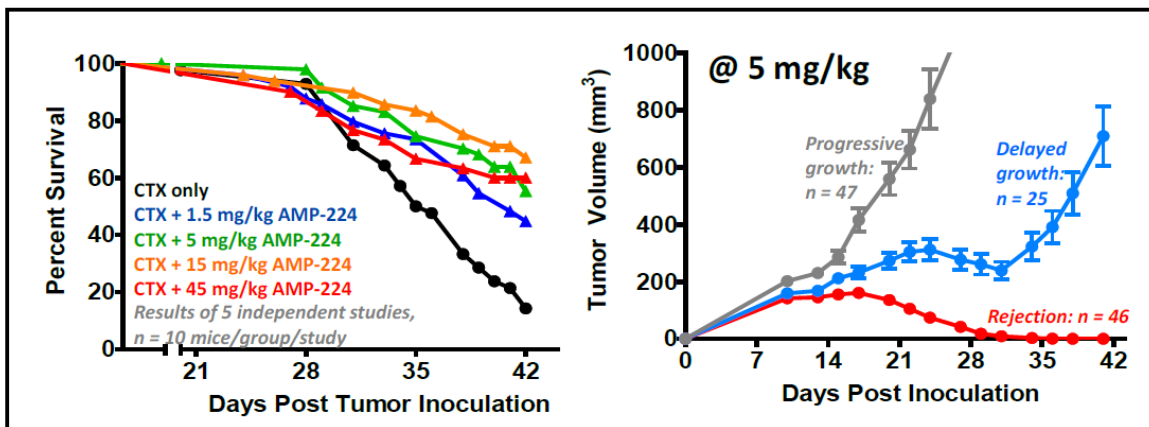 100
80
60
40
20
0
Percent Survival
CTX only
CTX + 1.5 mg/kg AMP-224
CTX + 5 mg/kg AMP-224
CTX + 15 mg/kg AMP-224
CTX + 45 mg/kg AMP-224
Results of 5 independent studies,
n = 10 mice/group/study
21 28 35 42
Days Post Tumor Inoculation
1000
800
600
400
200
0
Tumor Volume (mm³)
@ 5 mg/kg
Progressive
growth:
n = 47
Delayed
growth:
n = 25
Rejection: n = 46
0 7 14 21 28 35 42
Days Post Inoculation